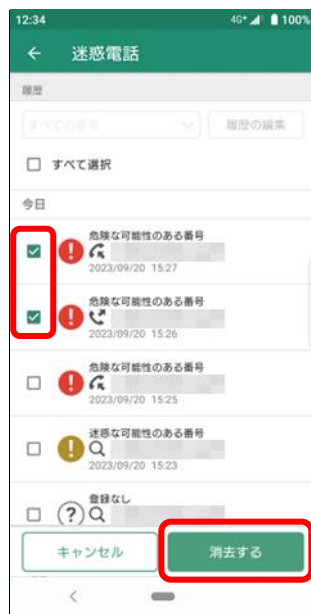 12:34 4G+ 100%
← 迷惑電話
履歴
すべての番号 履歴の編集
すべて選択
今日
危険な可能性のある番号
2023/09/20 15:27
危険な可能性のある番号
2023/09/20 15:26
危険な可能性のある番号
2023/09/20 15:25
迷惑な可能性のある番号
2023/09/20 15:23
登録なし
キャンセル 消去する